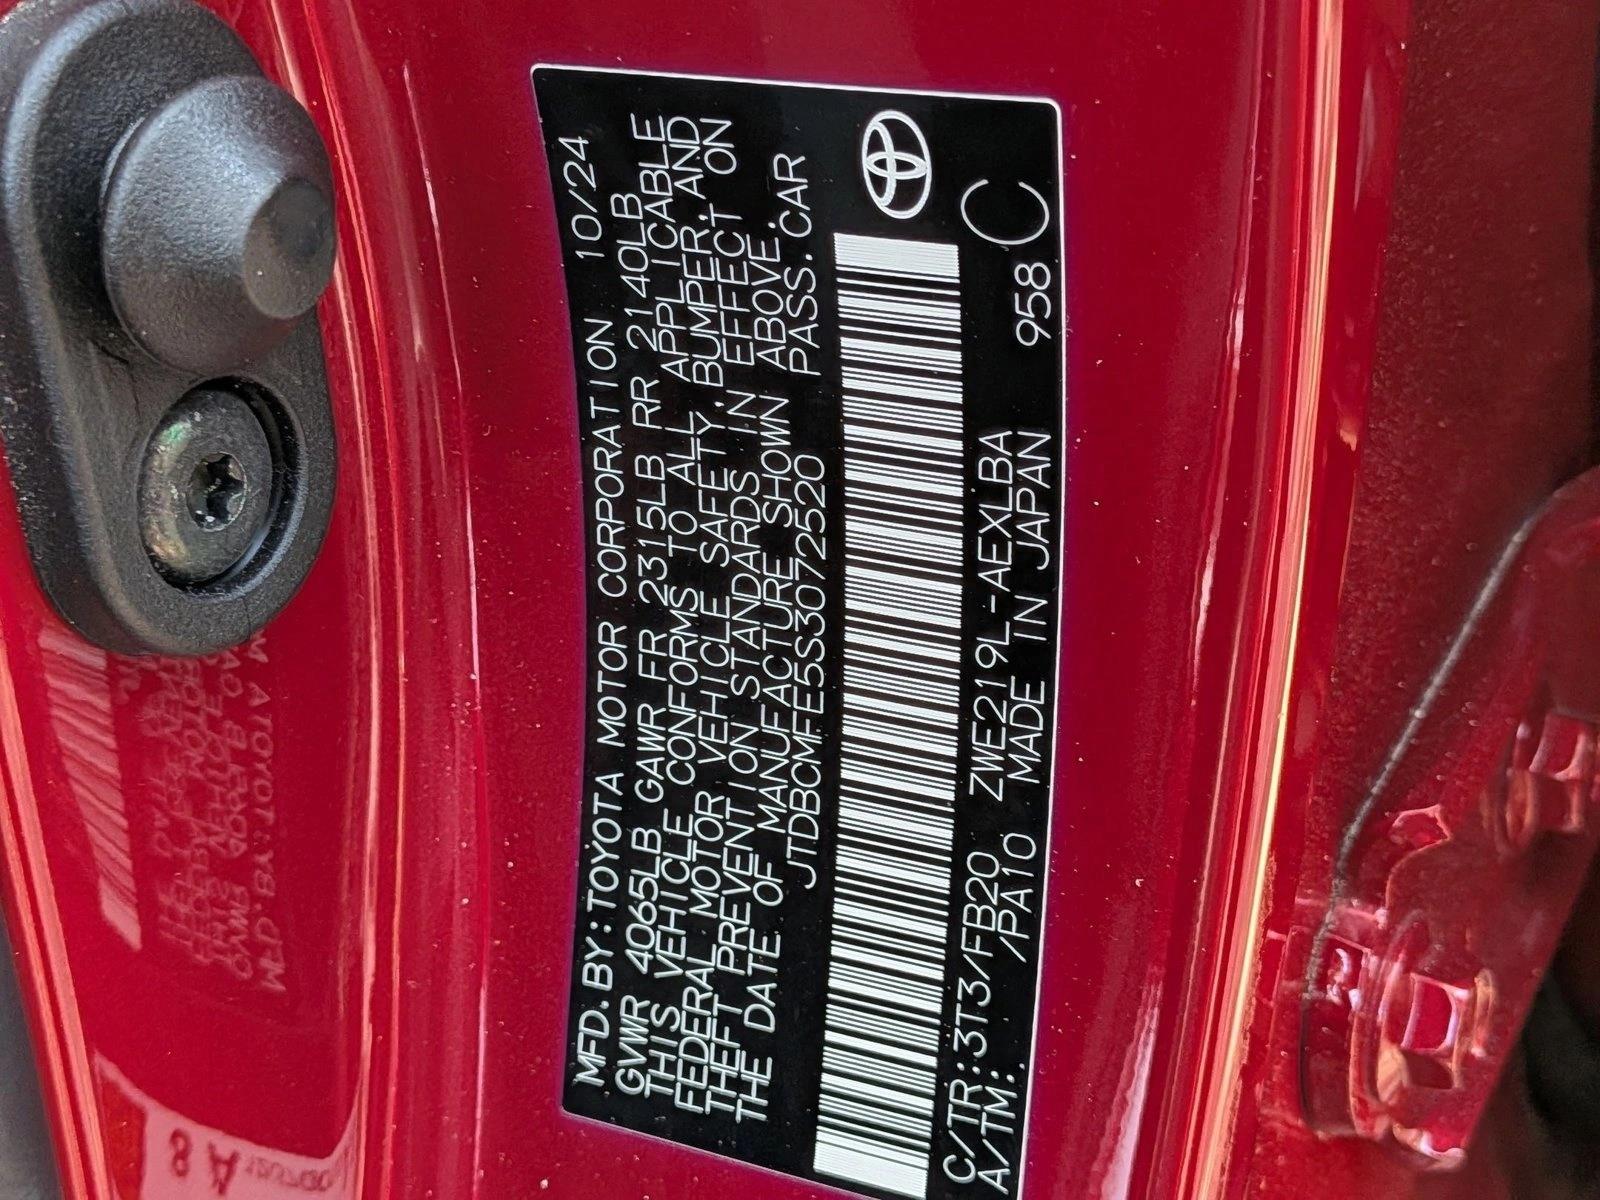 MFD.BY:TOYOTA MOTOR CORPORATION 10/24
GVWR 4065LB GAWR FR 2315LB RR 2140LB
THIS VEHICLE CONFORMS TO ALL APPLICABLE
FEDERAL MOTOR VEHICLE SAFETY, BUMPER, AND
THEFT PREVENTION STANDARDS IN EFFECT ON
THE DATE OF MANUFACTURE SHOWN ABOVE.
JTDBCMFE5S3072520 PASS.CAR
C/TR:3T3/FB20 ZWE219L-AEXLBA 958 C
A/TM: /PA10 MADE IN JAPAN